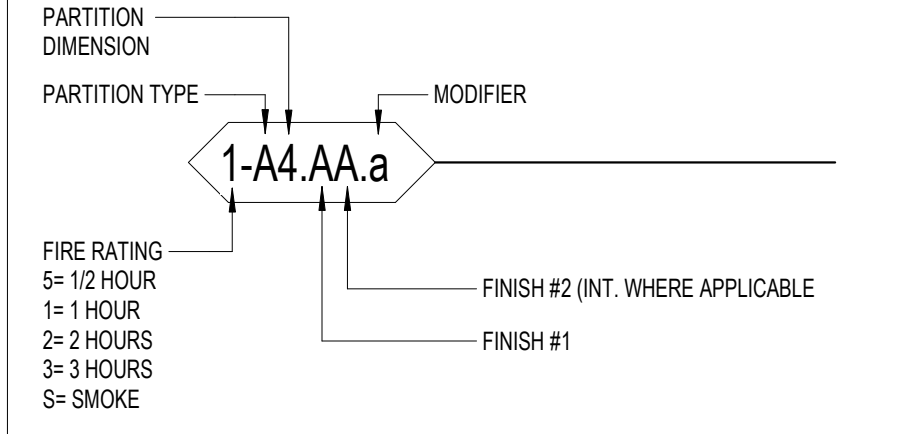 PARTITION
DIMENSION
PARTITION TYPE
MODIFIER
1-A4.AA.a
FIRE RATING
5= 1/2 HOUR
1= 1 HOUR
2= 2 HOURS
3= 3 HOURS
S= SMOKE
FINISH #2 (INT. WHERE APPLICABLE
FINISH #1